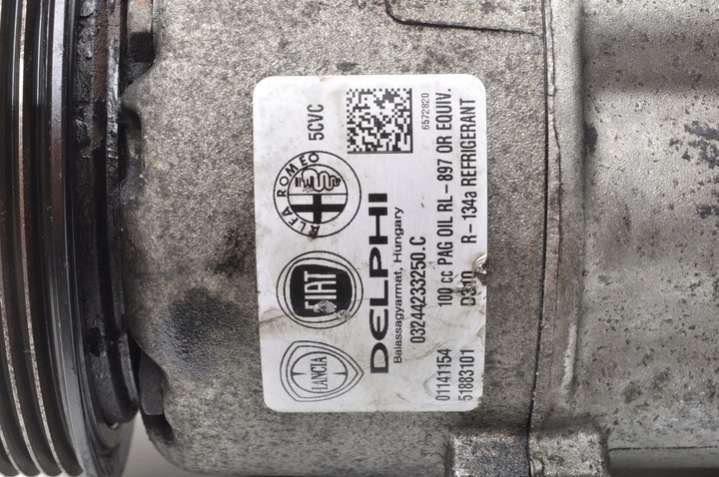 LANCIA
FIAT
ALFA ROMEO
5CVC
DELPHI
Balassagyarmat, Hungary
6572820
03244233250.C
01141154 100 cc PAG OIL RL-897 OR EQUIV.
51883101 D310 R-134a REFRIGERANT